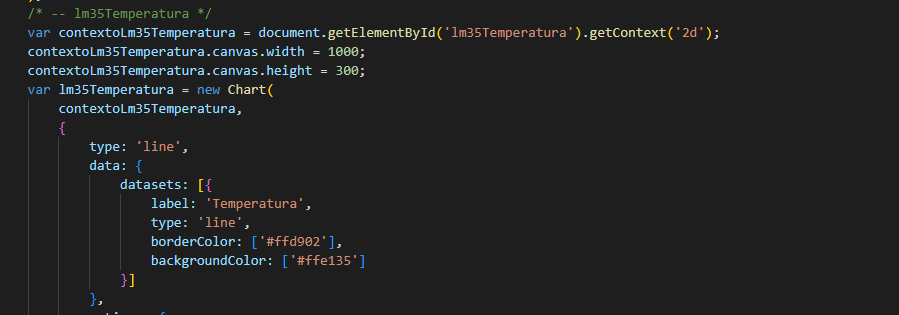 /* -- lm35Temperatura */
var contextoLm35Temperatura = document.getElementById('lm35Temperatura').getContext('2d');
contextoLm35Temperatura.canvas.width = 1000;
contextoLm35Temperatura.canvas.height = 300;
var lm35Temperatura = new Chart(
contextoLm35Temperatura,
{
type: 'line',
data: {
datasets: [{
label: 'Temperatura',
type: 'line',
borderColor: ['#ffd902'],
backgroundColor: ['#ffe135']
}]
},